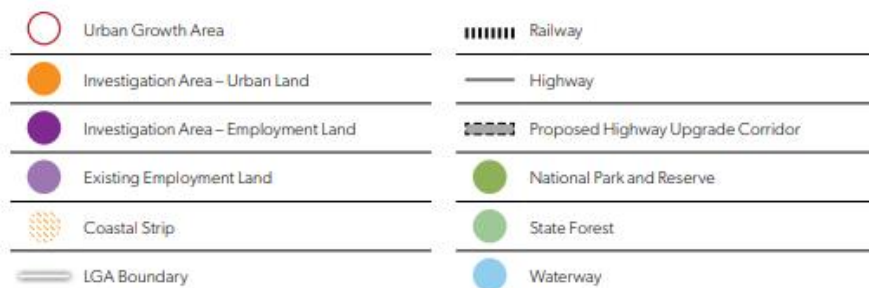 Urban Growth Area
Investigation Area – Urban Land
Investigation Area – Employment Land
Existing Employment Land
Coastal Strip
LGA Boundary
Railway
Highway
Proposed Highway Upgrade Corridor
National Park and Reserve
State Forest
Waterway